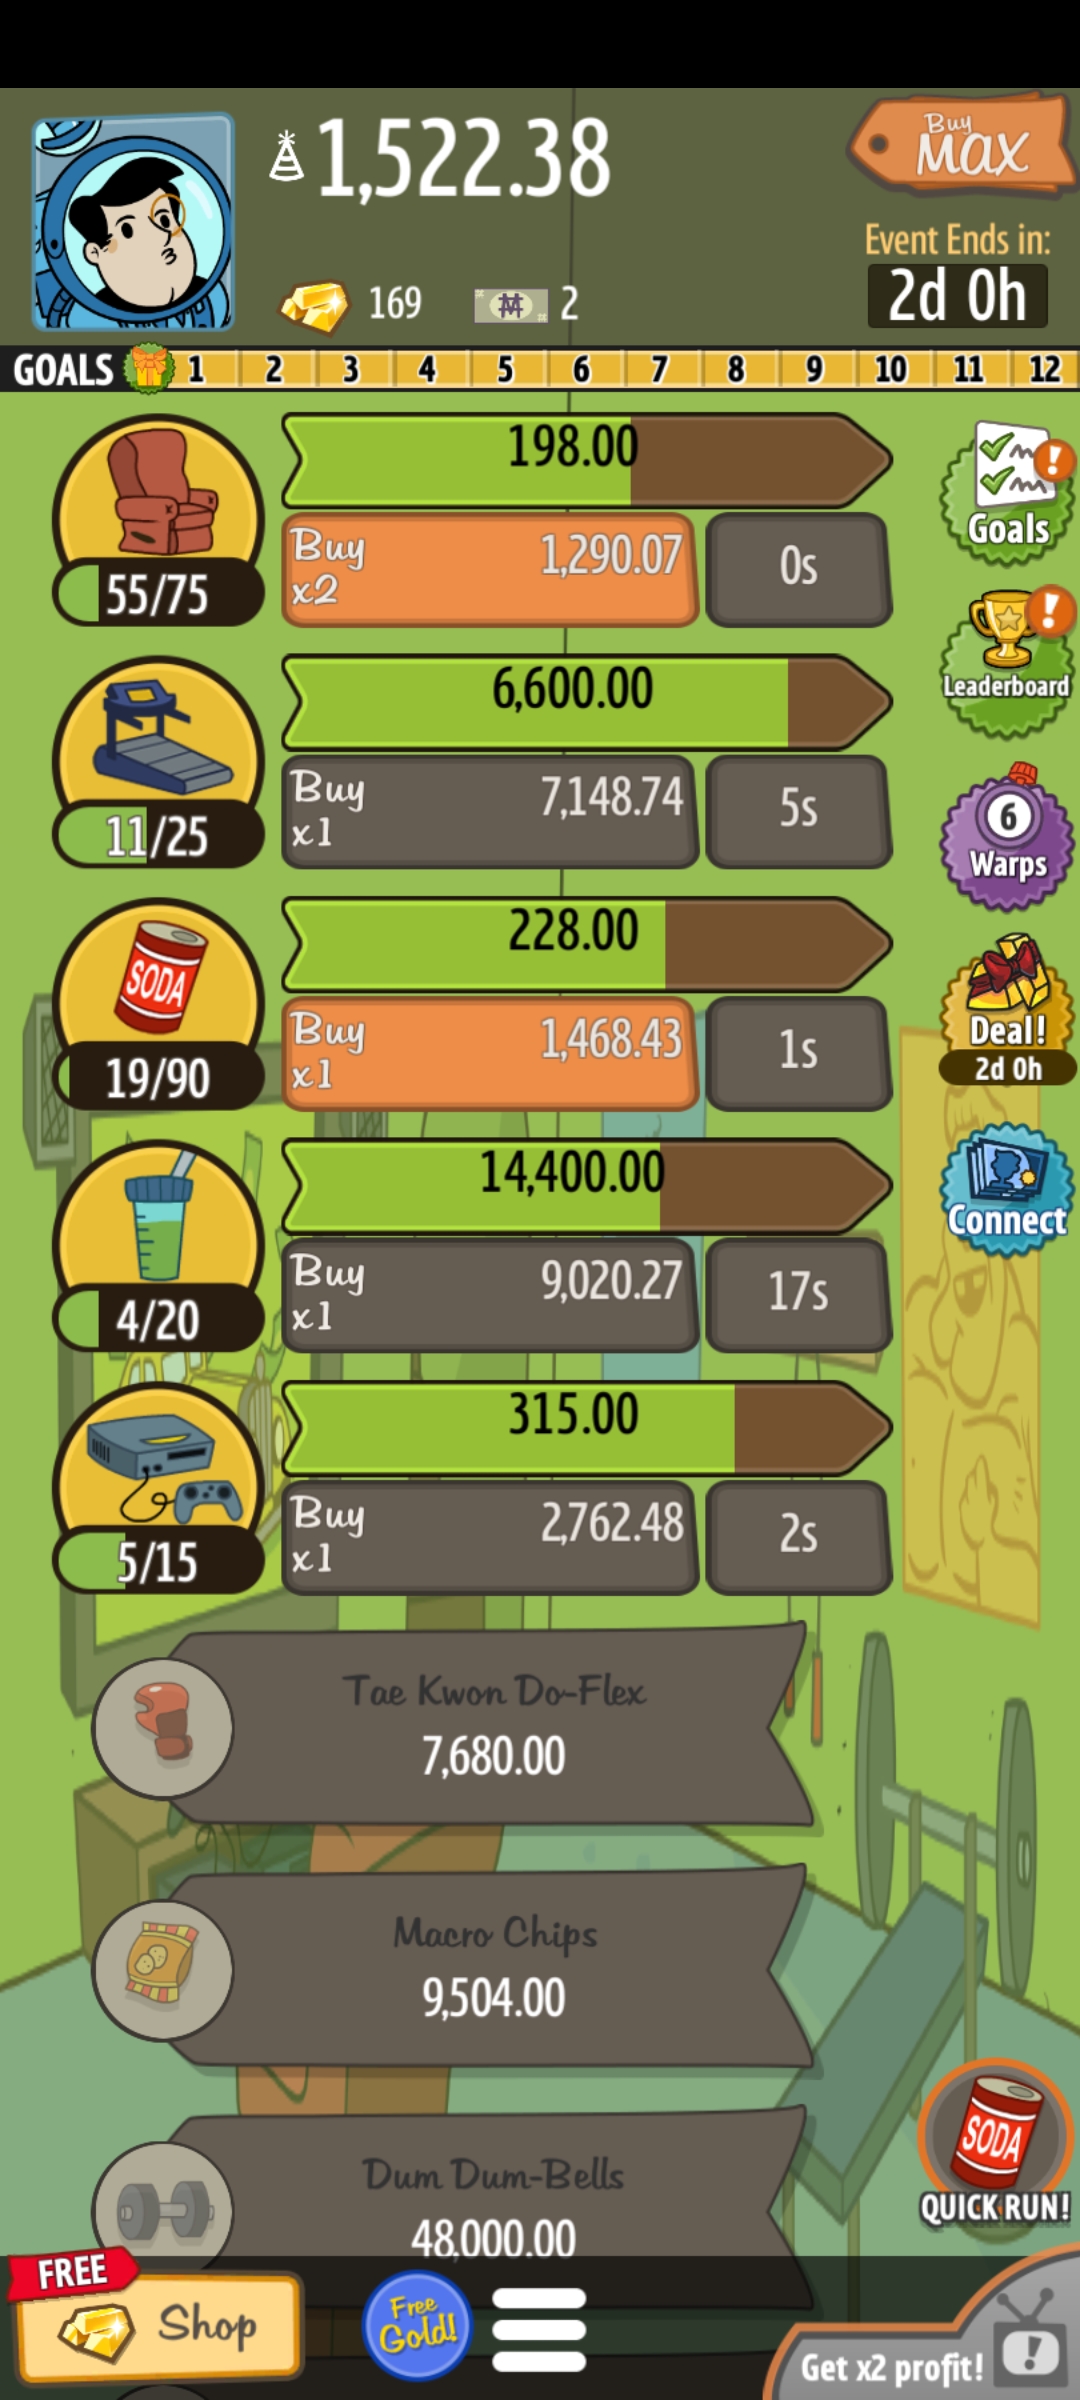 1,522.38
Buy
MAX
169
2
Event Ends in:
2d 0h
GOALS 1 2 3 4 5 6 7 8 9 10 11 12
198.00
Buy
x2
1,290.07
0s
55/75
Goals
6,600.00
Buy
x1
7,148.74
5s
11/25
Leaderboard
6
Warps
228.00
SODA
Buy
x1
1,468.43
1s
19/90
Deal!
2d 0h
14,400.00
Buy
x1
9,020.27
17s
4/20
Connect
315.00
Buy
x1
2,762.48
2s
5/15
Tae Kwon Do-Flex
7,680.00
Macro Chips
9,504.00
Dum Dum-Bells
48,000.00
SODA
QUICK RUN!
FREE
Shop
Free
Gold!
Get x2 profit!